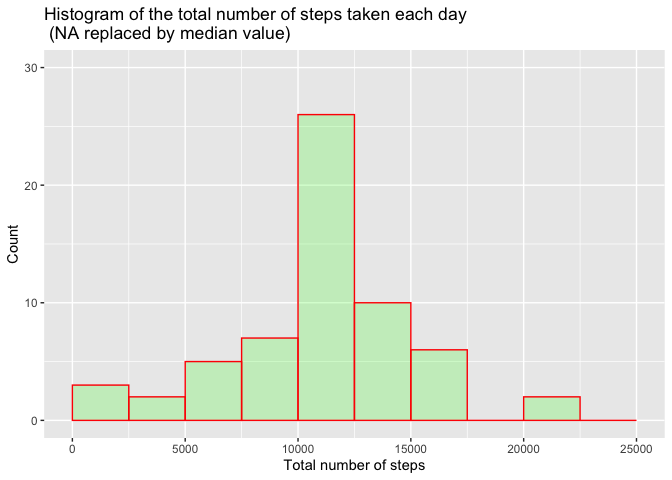 Histogram of the total number of steps taken each day
(NA replaced by median value)
30
20
10
0
Count
0 5000 10000 15000 20000 25000
Total number of steps